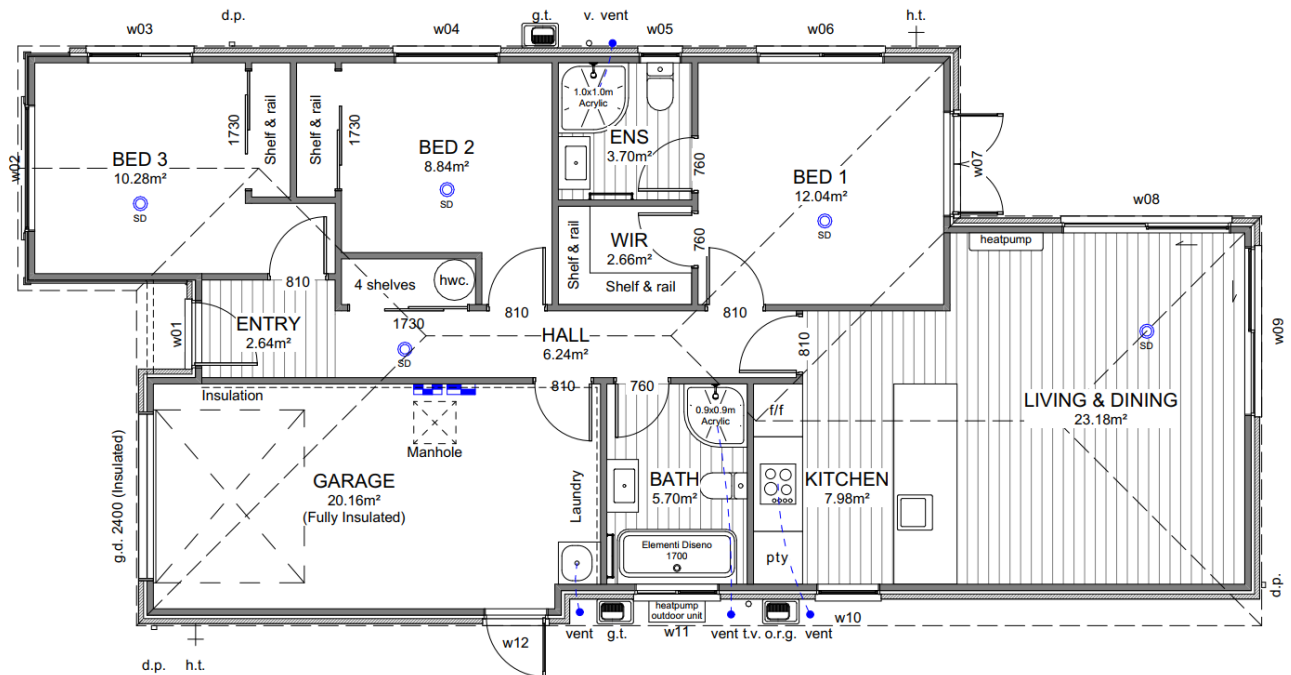 w03
d.p.
w04
g.t.
v. vent
w05
w06
h.t.
w02
BED 3
10.28m²
SD
1730
Shelf & rail
Shelf & rail
1730
BED 2
8.84m²
SD
1.0x1.0m
Acrylic
ENS
3.70m²
760
BED 1
12.04m²
SD
w07
w08
heatpump
WIR
2.66m²
760
Shelf & rail
Shelf & rail
4 shelves
hwc.
810
810
810
810
w01
ENTRY
2.64m²
1730
SD
HALL
6.24m²
SD
w09
810
760
Insulation
Manhole
g.d. 2400 (Insulated)
GARAGE
20.16m²
(Fully Insulated)
Laundry
0.9x0.9m
Acrylic
BATH
5.70m²
Elementi Diseno
1700
f/f
KITCHEN
7.98m²
pty
LIVING & DINING
23.18m²
d.p.
heatpump
outdoor unit
w10
vent
g.t.
w11
vent
t.v.
o.r.g.
vent
w12
d.p.
h.t.